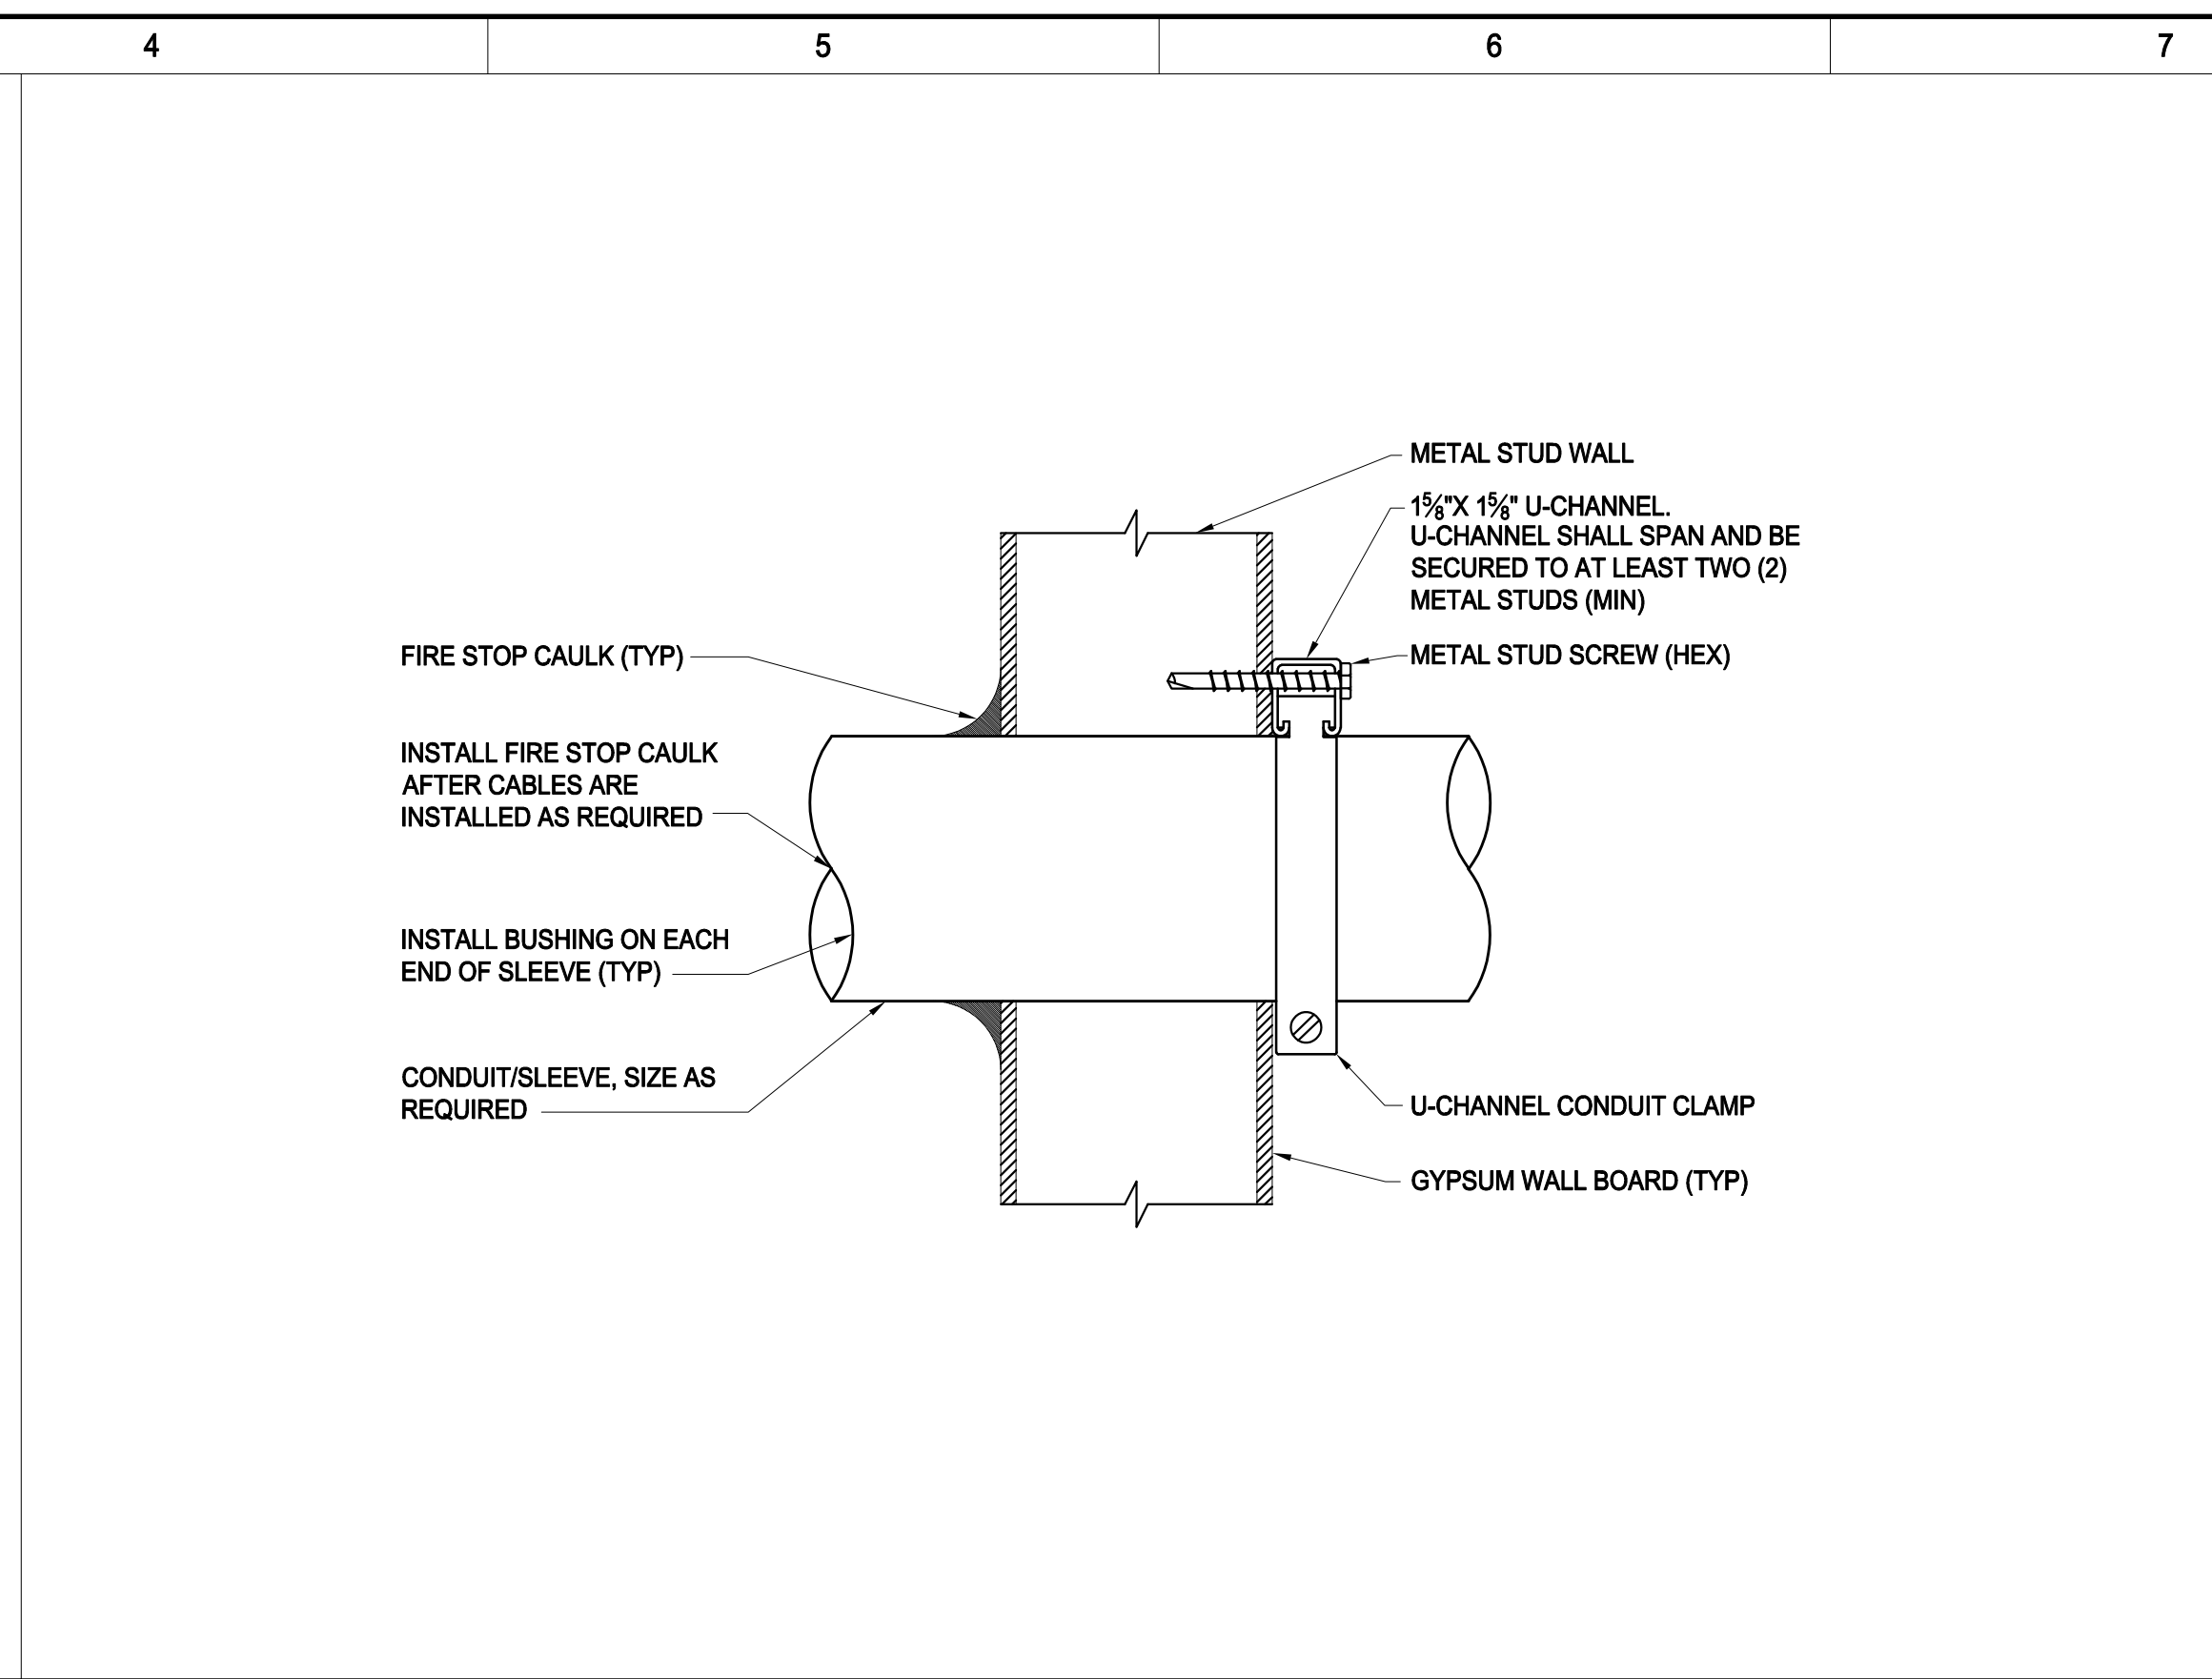 4 5 6 7
METAL STUD WALL
1⅝"X 1⅝" U-CHANNEL.
U-CHANNEL SHALL SPAN AND BE
SECURED TO AT LEAST TWO (2)
METAL STUDS (MIN)
FIRE STOP CAULK (TYP)
METAL STUD SCREW (HEX)
INSTALL FIRE STOP CAULK
AFTER CABLES ARE
INSTALLED AS REQUIRED
INSTALL BUSHING ON EACH
END OF SLEEVE (TYP)
CONDUIT/SLEEVE, SIZE AS
REQUIRED
U-CHANNEL CONDUIT CLAMP
GYPSUM WALL BOARD (TYP)